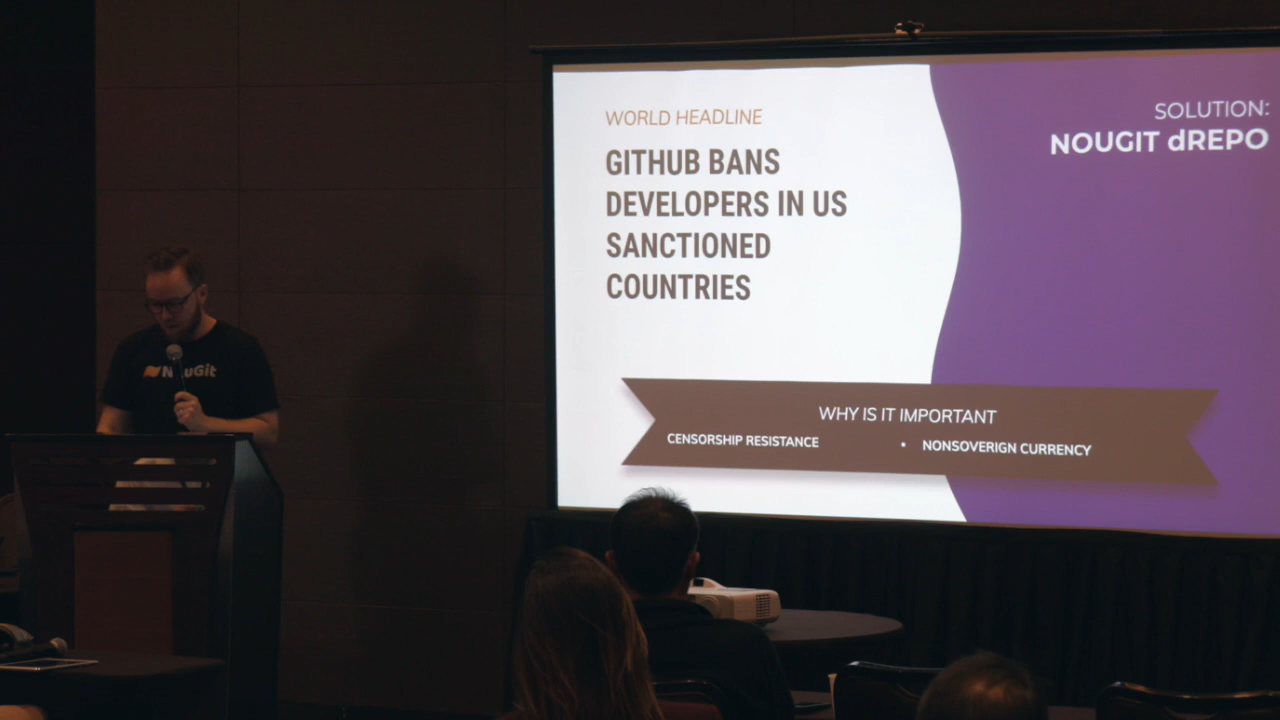 WORLD HEADLINE
GITHUB BANS
DEVELOPERS IN US
SANCTIONED
COUNTRIES
SOLUTION:
NOUGIT dREPO
WHY IS IT IMPORTANT
CENSORSHIP RESISTANCE • NONSOVERIGN CURRENCY
NouGit